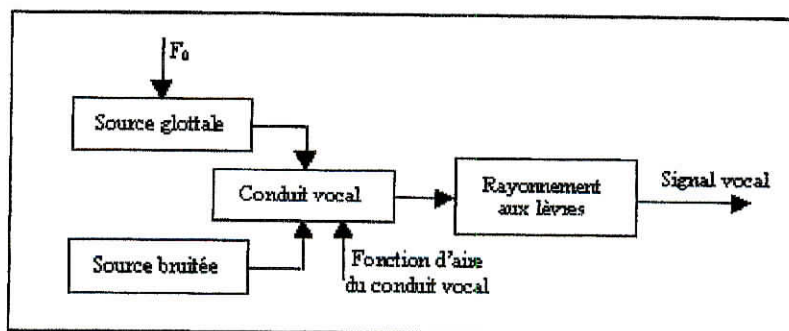 F₀
Source glottale
Conduit vocal
Rayonnement
aux lèvres
Signal vocal
Source bruitée
Fonction d'aire
du conduit vocal